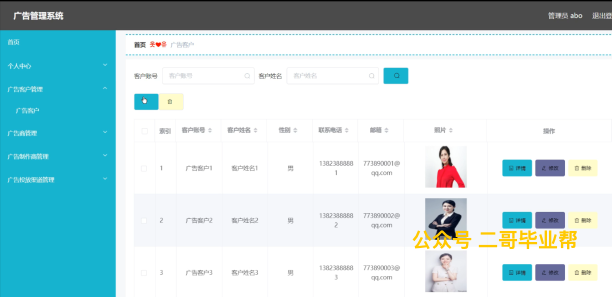 广告管理系统
管理员 abo 退出登
首页
首页 广告客户
个人中心
客户账号 客户账号 客户姓名 客户姓名
广告客户管理
广告客户
索引 客户账号 客户姓名 性别 联系电话 邮箱 照片 操作
广告商管理
广告制作商管理
1 广告客户1 客户姓名1 男 13823888881 773890001@qq.com 详情 修改 删除
广告投放渠道管理
2 广告客户2 客户姓名2 男 13823888882 773890002@qq.com 详情 修改 删除
公众号 二哥毕业帮
3 广告客户3 客户姓名3 男 13823888883 773890003@qq.com 详情 修改 删除